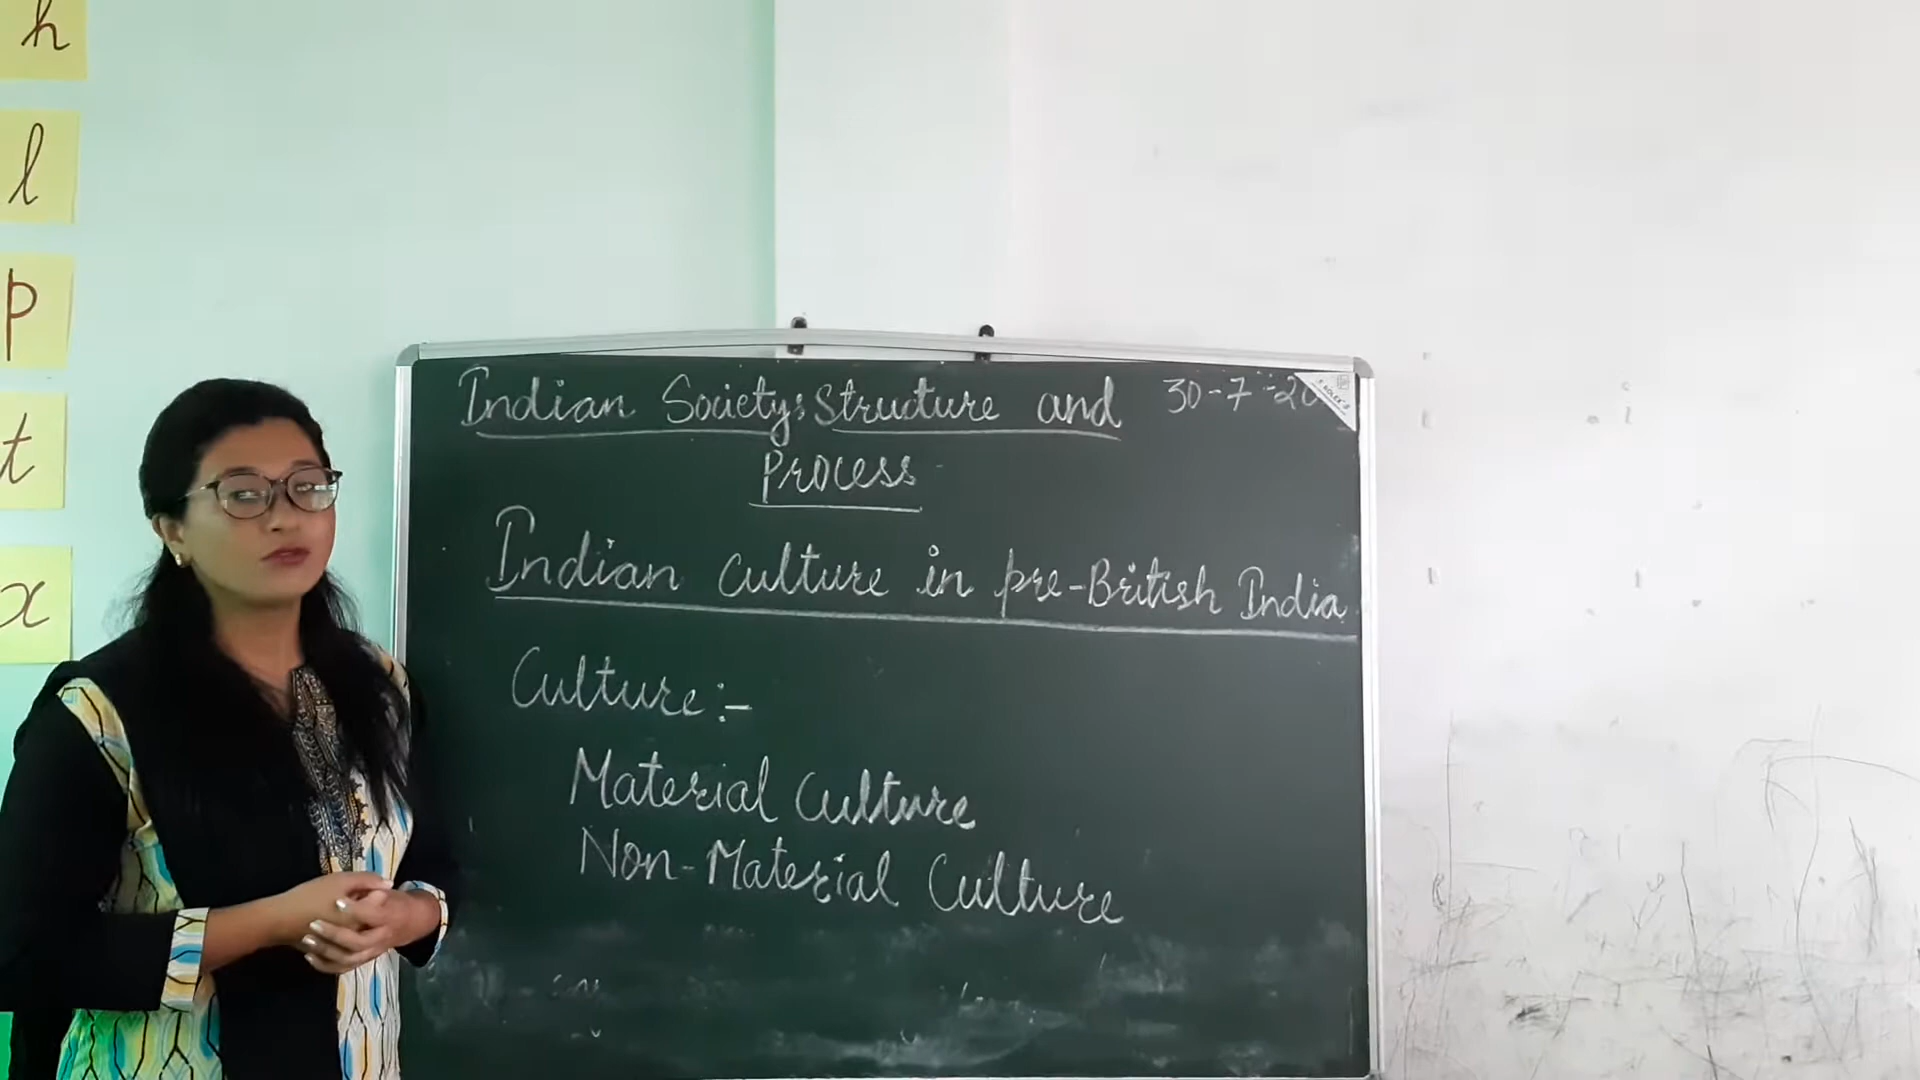 h
l
p
t
x
Indian Society: Structure and 30-7-20
Process
Indian Culture in pre-British India
Culture:-
Material Culture
Non-Material Culture